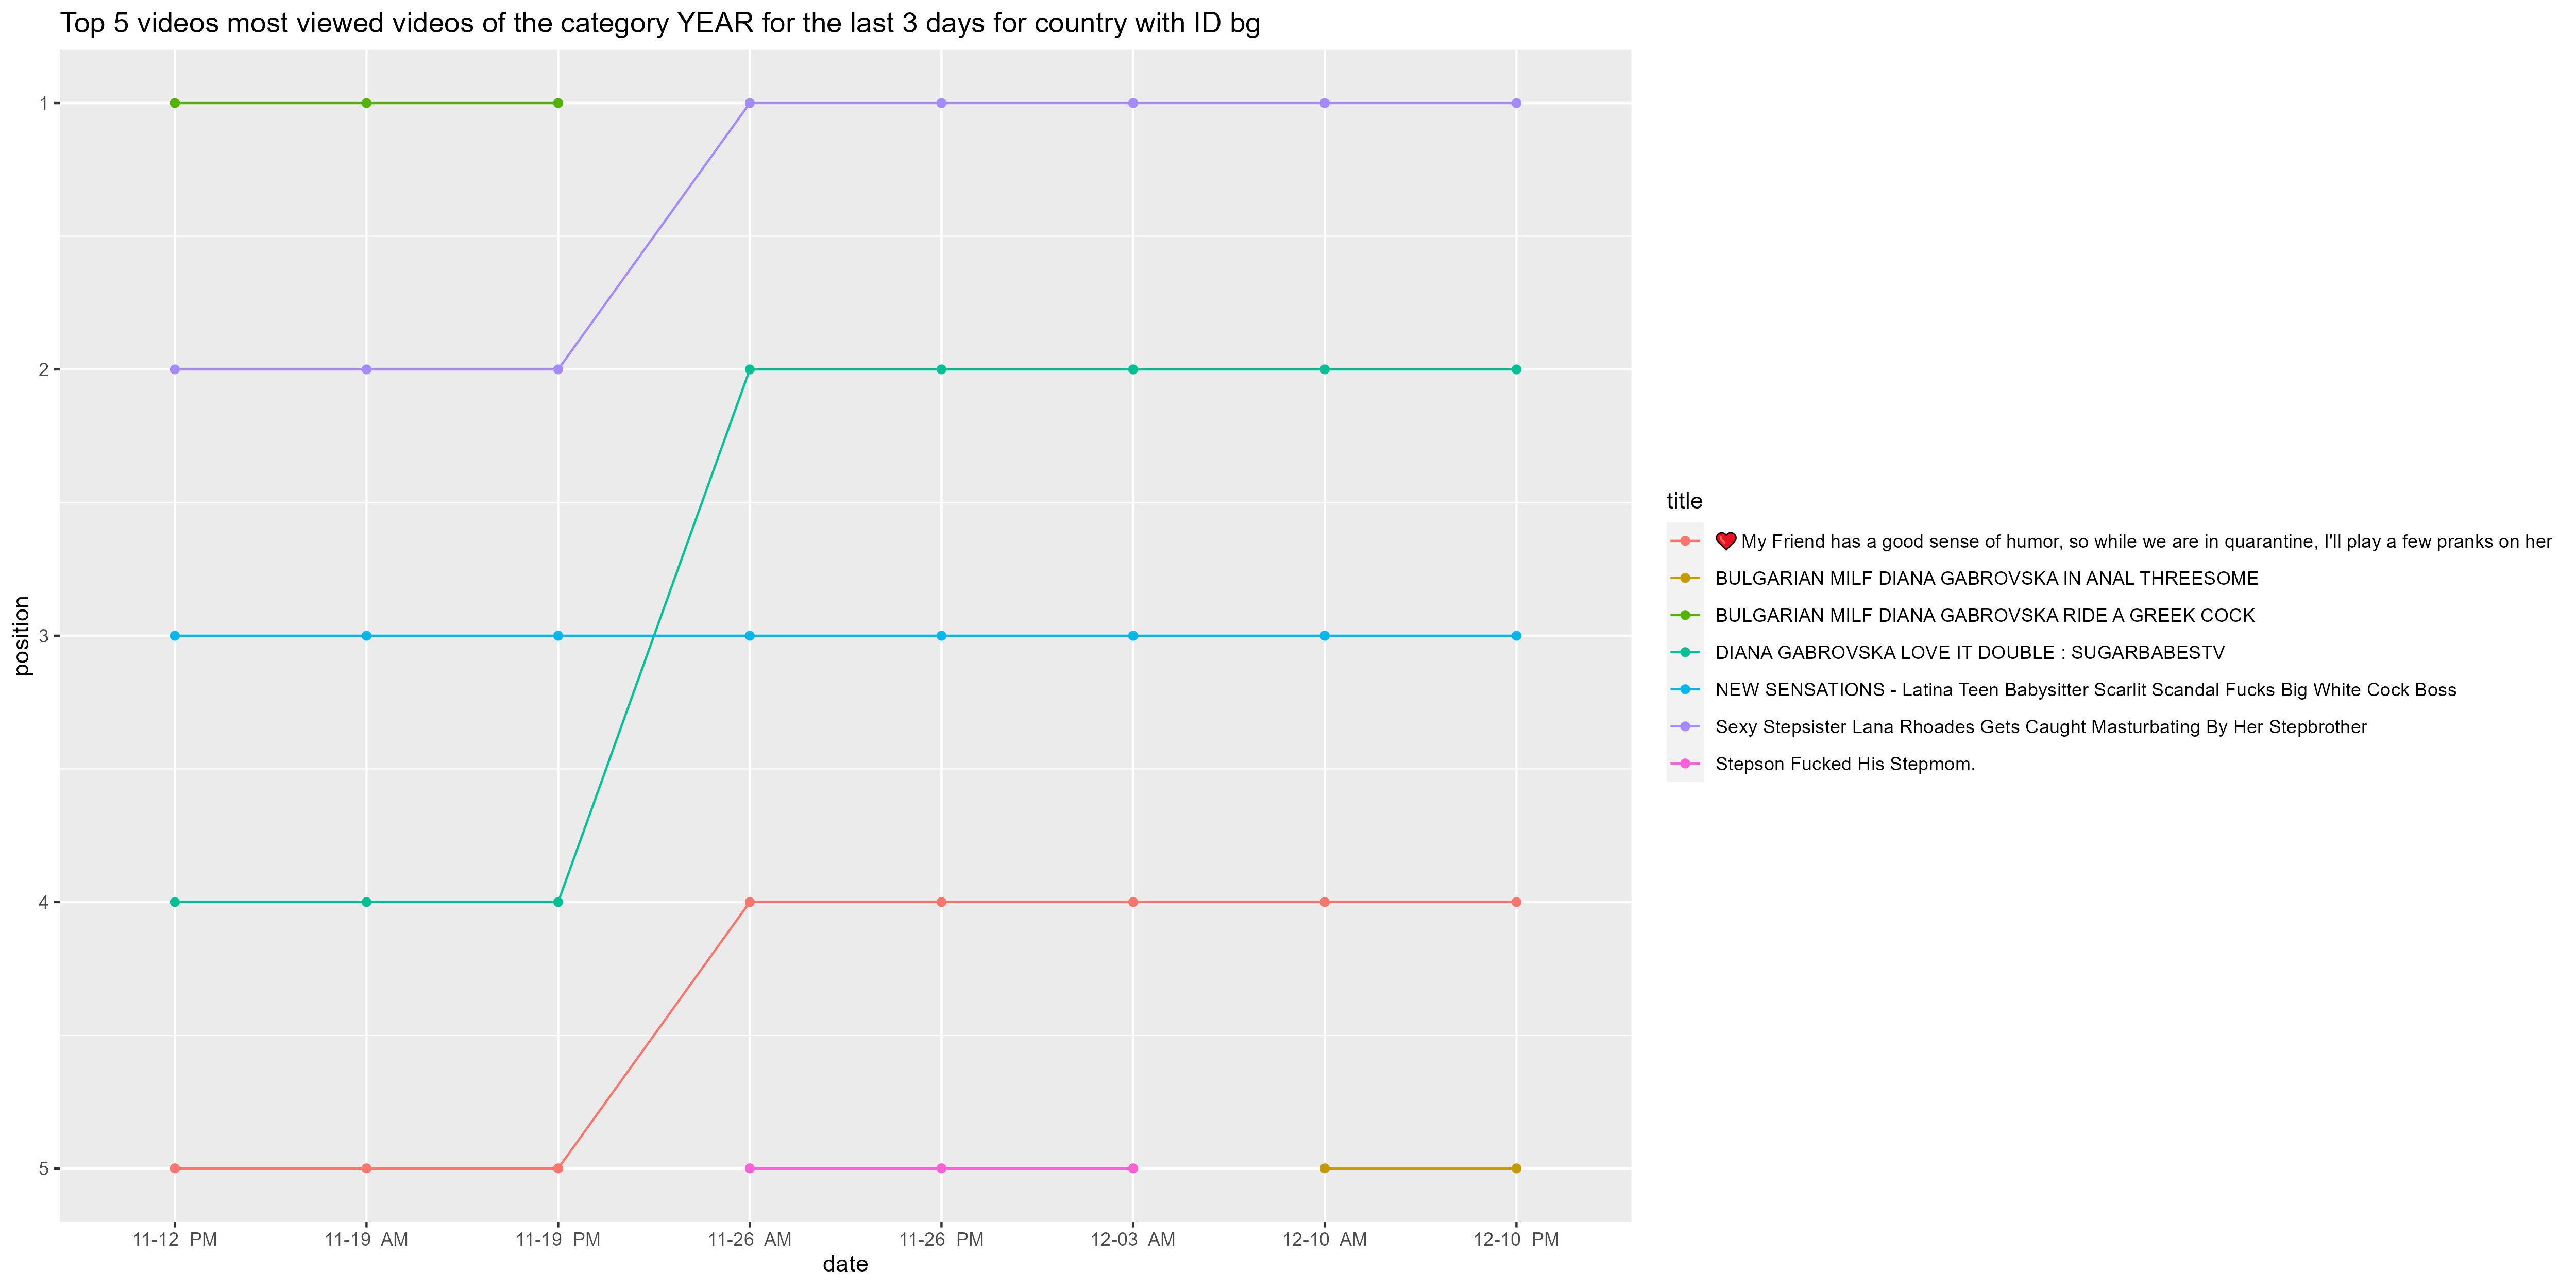 Top 5 videos most viewed videos of the category YEAR for the last 3 days for country with ID bg
1
2
3
4
5
position
11-12 PM
11-19 AM
11-19 PM
11-26 AM
11-26 PM
12-03 AM
12-10 AM
12-10 PM
date
title
❤ My Friend has a good sense of humor, so while we are in quarantine, I'll play a few pranks on her
BULGARIAN MILF DIANA GABROVSKA IN ANAL THREESOME
BULGARIAN MILF DIANA GABROVSKA RIDE A GREEK COCK
DIANA GABROVSKA LOVE IT DOUBLE : SUGARBABESTV
NEW SENSATIONS - Latina Teen Babysitter Scarlit Scandal Fucks Big White Cock Boss
Sexy Stepsister Lana Rhoades Gets Caught Masturbating By Her Stepbrother
Stepson Fucked His Stepmom.